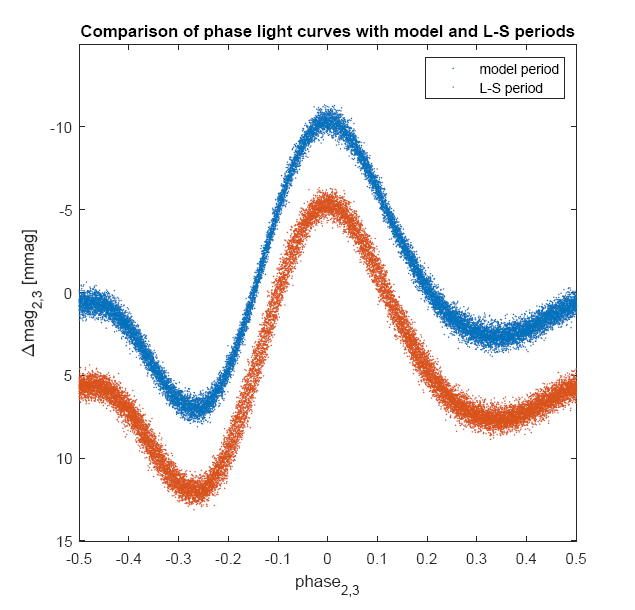 Comparison of phase light curves with model and L-S periods
model period
L-S period
-10
-5
0
5
10
15
Δmag2,3 [mmag]
-0.5 -0.4 -0.3 -0.2 -0.1 0 0.1 0.2 0.3 0.4 0.5
phase2,3